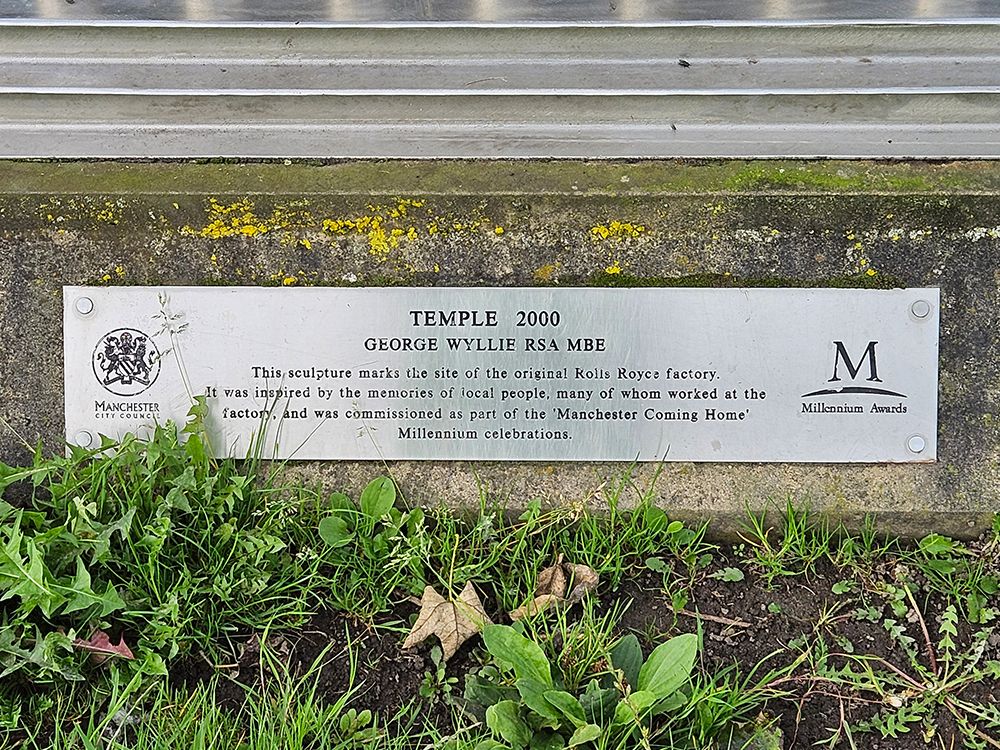 TEMPLE 2000
GEORGE WYLLIE RSA MBE
This sculpture marks the site of the original Rolls Royce factory.
It was inspired by the memories of local people, many of whom worked at the
factory, and was commissioned as part of the 'Manchester Coming Home'
Millennium celebrations.
MANCHESTER
CITY COUNCIL
M
Millennium Awards